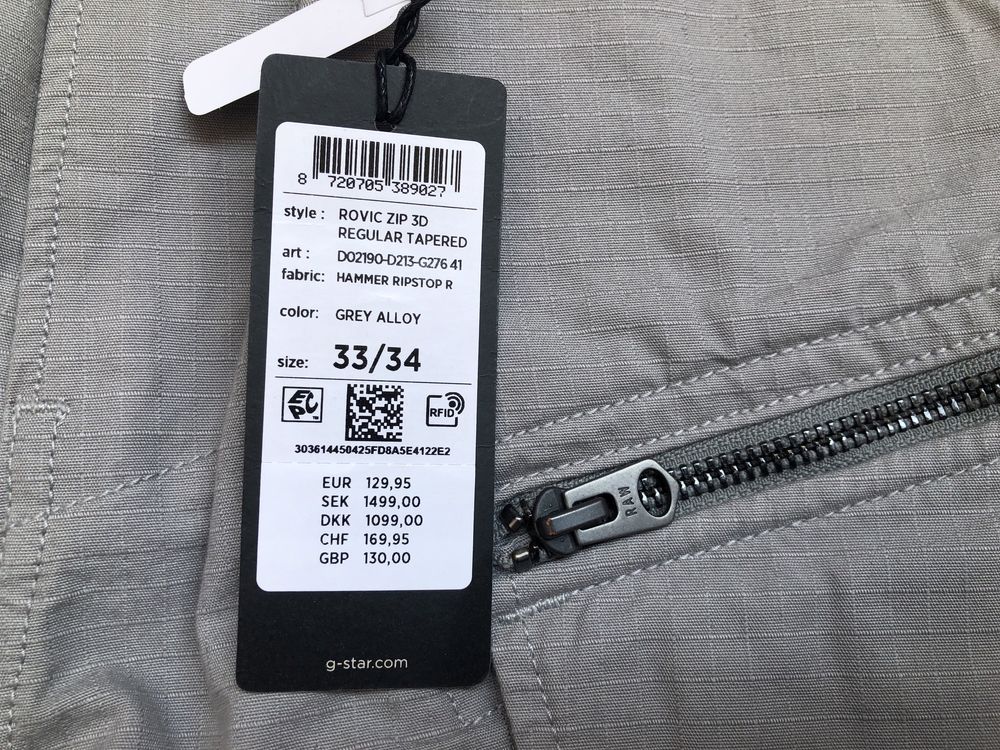 8 720705 389027
style : ROVIC ZIP 3D
REGULAR TAPERED
art : D02190-D213-G276 41
fabric: HAMMER RIPSTOP R
color: GREY ALLOY
size: 33/34
EPC™
RFID
303614450425FD8A5E4122E2
EUR 129,95
SEK 1499,00
DKK 1099,00
CHF 169,95
GBP 130,00
g-star.com
RAW